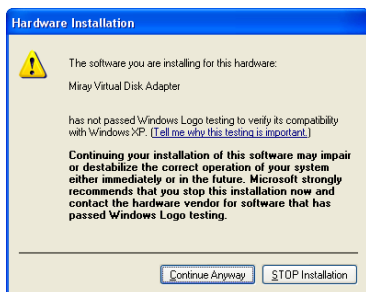 Hardware Installation
The software you are installing for this hardware:
Miray Virtual Disk Adapter
has not passed Windows Logo testing to verify its compatibility
with Windows XP. (Tell me why this testing is important.)
Continuing your installation of this software may impair
or destabilize the correct operation of your system
either immediately or in the future. Microsoft strongly
recommends that you stop this installation now and
contact the hardware vendor for software that has
passed Windows Logo testing.
Continue Anyway STOP Installation